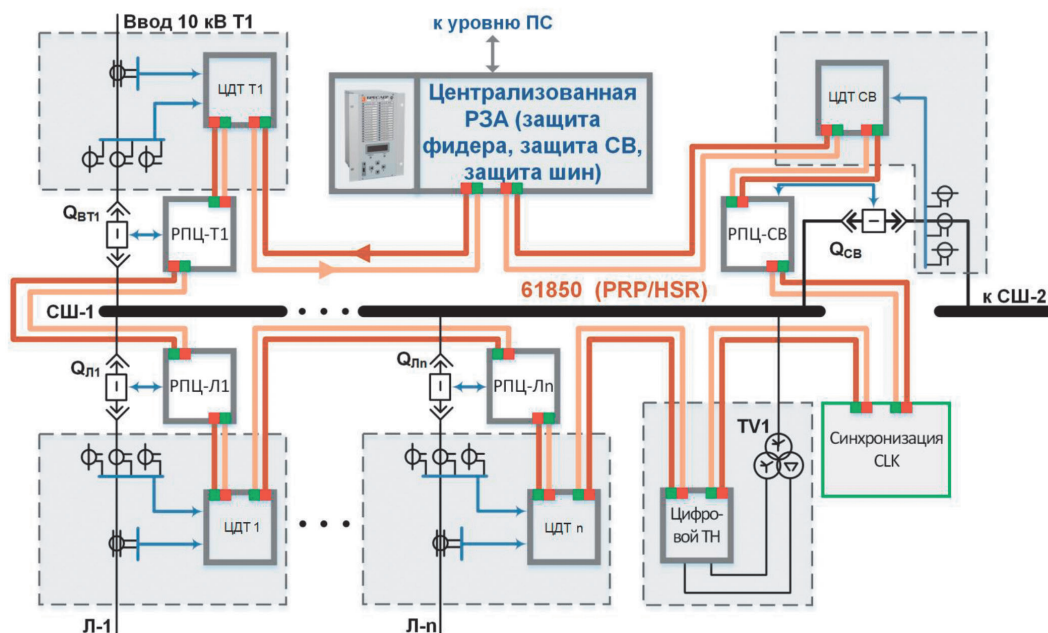 Ввод 10 кВ Т1
к уровню ПС
ЦДТ Т1
Централизованная
РЗА (защита
фидера, защита СВ,
защита шин)
ЦДТ СВ
QВТ1
РПЦ-Т1
РПЦ-СВ
QСВ
61850 (PRP/HSR)
СШ-1
к СШ-2
QЛ1
РПЦ-Л1
QЛn
РПЦ-Лn
TV1
Синхронизация
CLK
ЦДТ 1
ЦДТ n
Цифро-
вой ТН
Л-1
Л-n